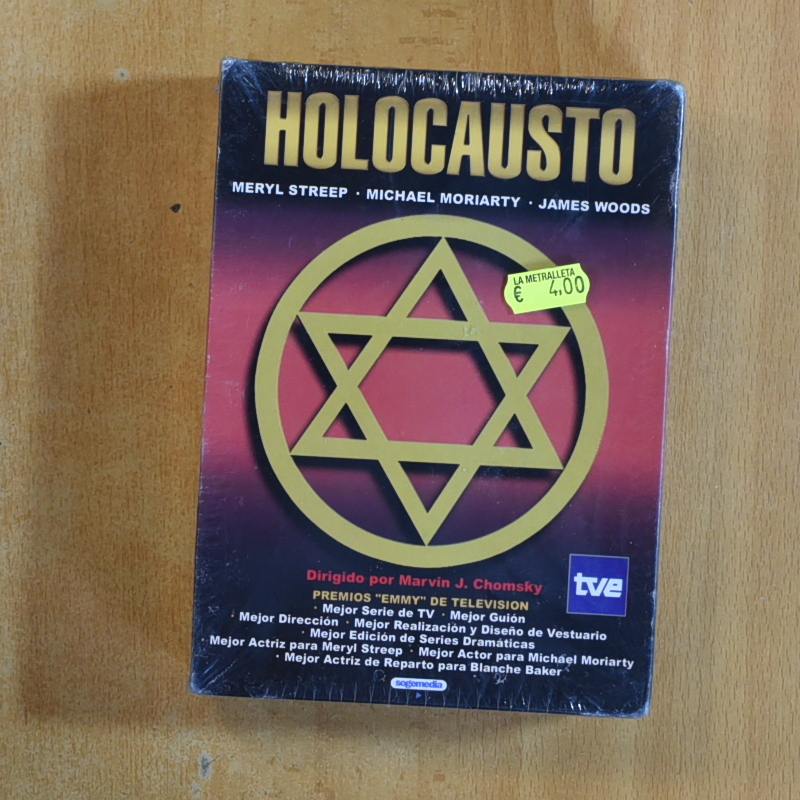 HOLOCAUSTO
MERYL STREEP · MICHAEL MORIARTY · JAMES WOODS
LA METRALLETA
€ 4,00
Dirigido por Marvin J. Chomsky
tve
PREMIOS "EMMY" DE TELEVISION
· Mejor Serie de TV · Mejor Guión
· Mejor Dirección · Mejor Realización y Diseño de Vestuario
· Mejor Edición de Series Dramáticas
· Mejor Actriz para Meryl Streep · Mejor Actor para Michael Moriarty
· Mejor Actriz de Reparto para Blanche Baker
sogemedia